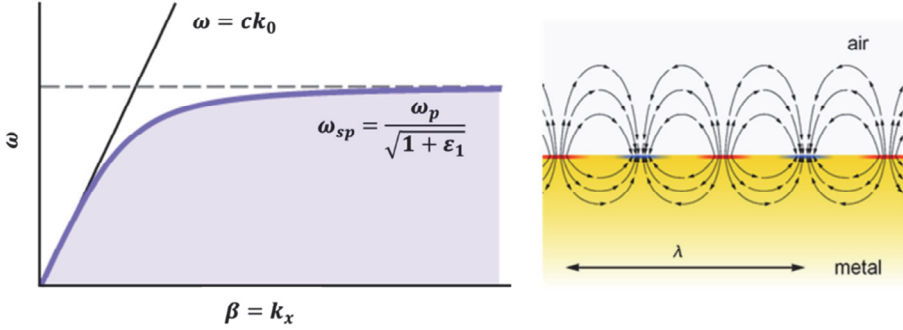 ω = ck₀
ω
ω_sp = ω_p / √(1 + ε₁)
β = k_x
air
λ
metal